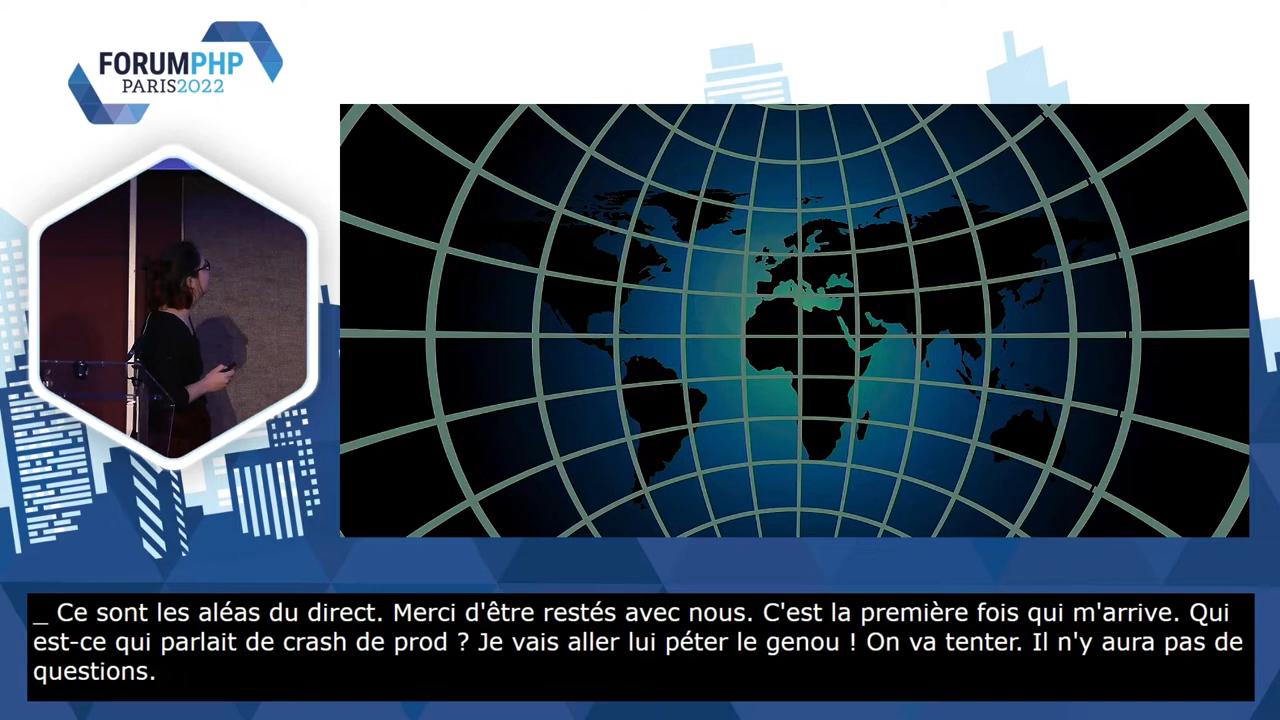 FORUMPHP
PARIS2022
_ Ce sont les aléas du direct. Merci d'être restés avec nous. C'est la première fois qui m'arrive. Qui
est-ce qui parlait de crash de prod ? Je vais aller lui péter le genou ! On va tenter. Il n'y aura pas de
questions.